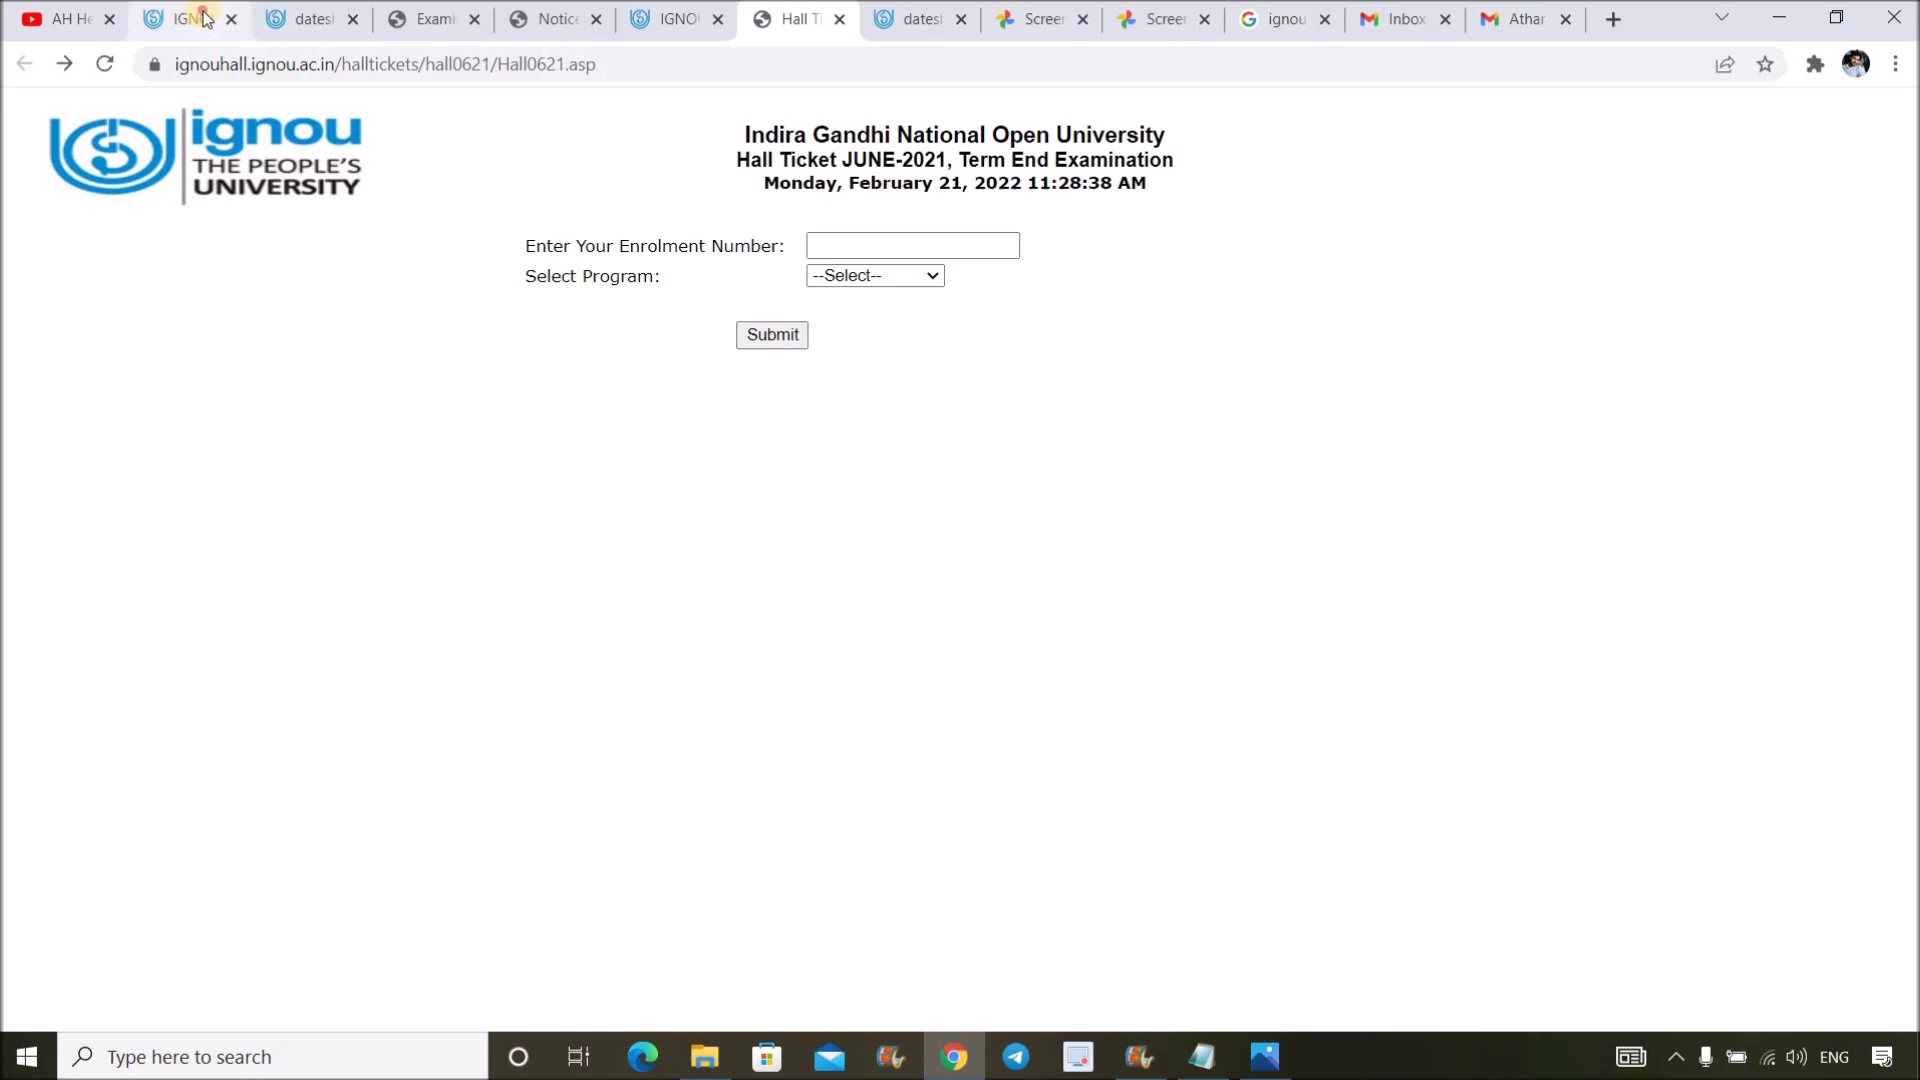 AH He
IGN
datesl
Exami
Notice
IGNO
Hall Ti
datesl
Screer
Screer
ignou
Inbox
Athar
ignouhall.ignou.ac.in/halltickets/hall0621/Hall0621.asp
ignou
THE PEOPLE'S
UNIVERSITY
Indira Gandhi National Open University
Hall Ticket JUNE-2021, Term End Examination
Monday, February 21, 2022 11:28:38 AM
Enter Your Enrolment Number:
Select Program: --Select--
Submit
Type here to search
ENG